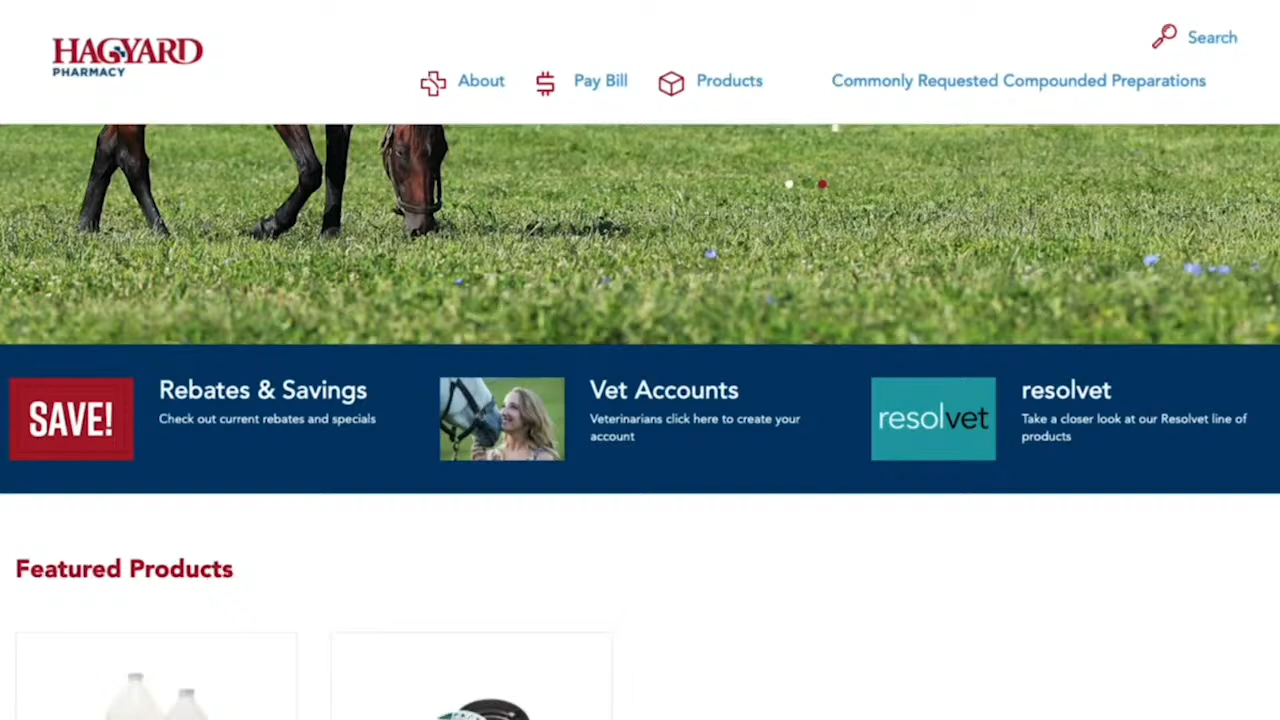 HAGYARD
PHARMACY
Search
About
Pay Bill
Products
Commonly Requested Compounded Preparations
SAVE!
Rebates & Savings
Check out current rebates and specials
Vet Accounts
Veterinarians click here to create your
account
resolvet
resolvet
Take a closer look at our Resolvet line of
products
Featured Products